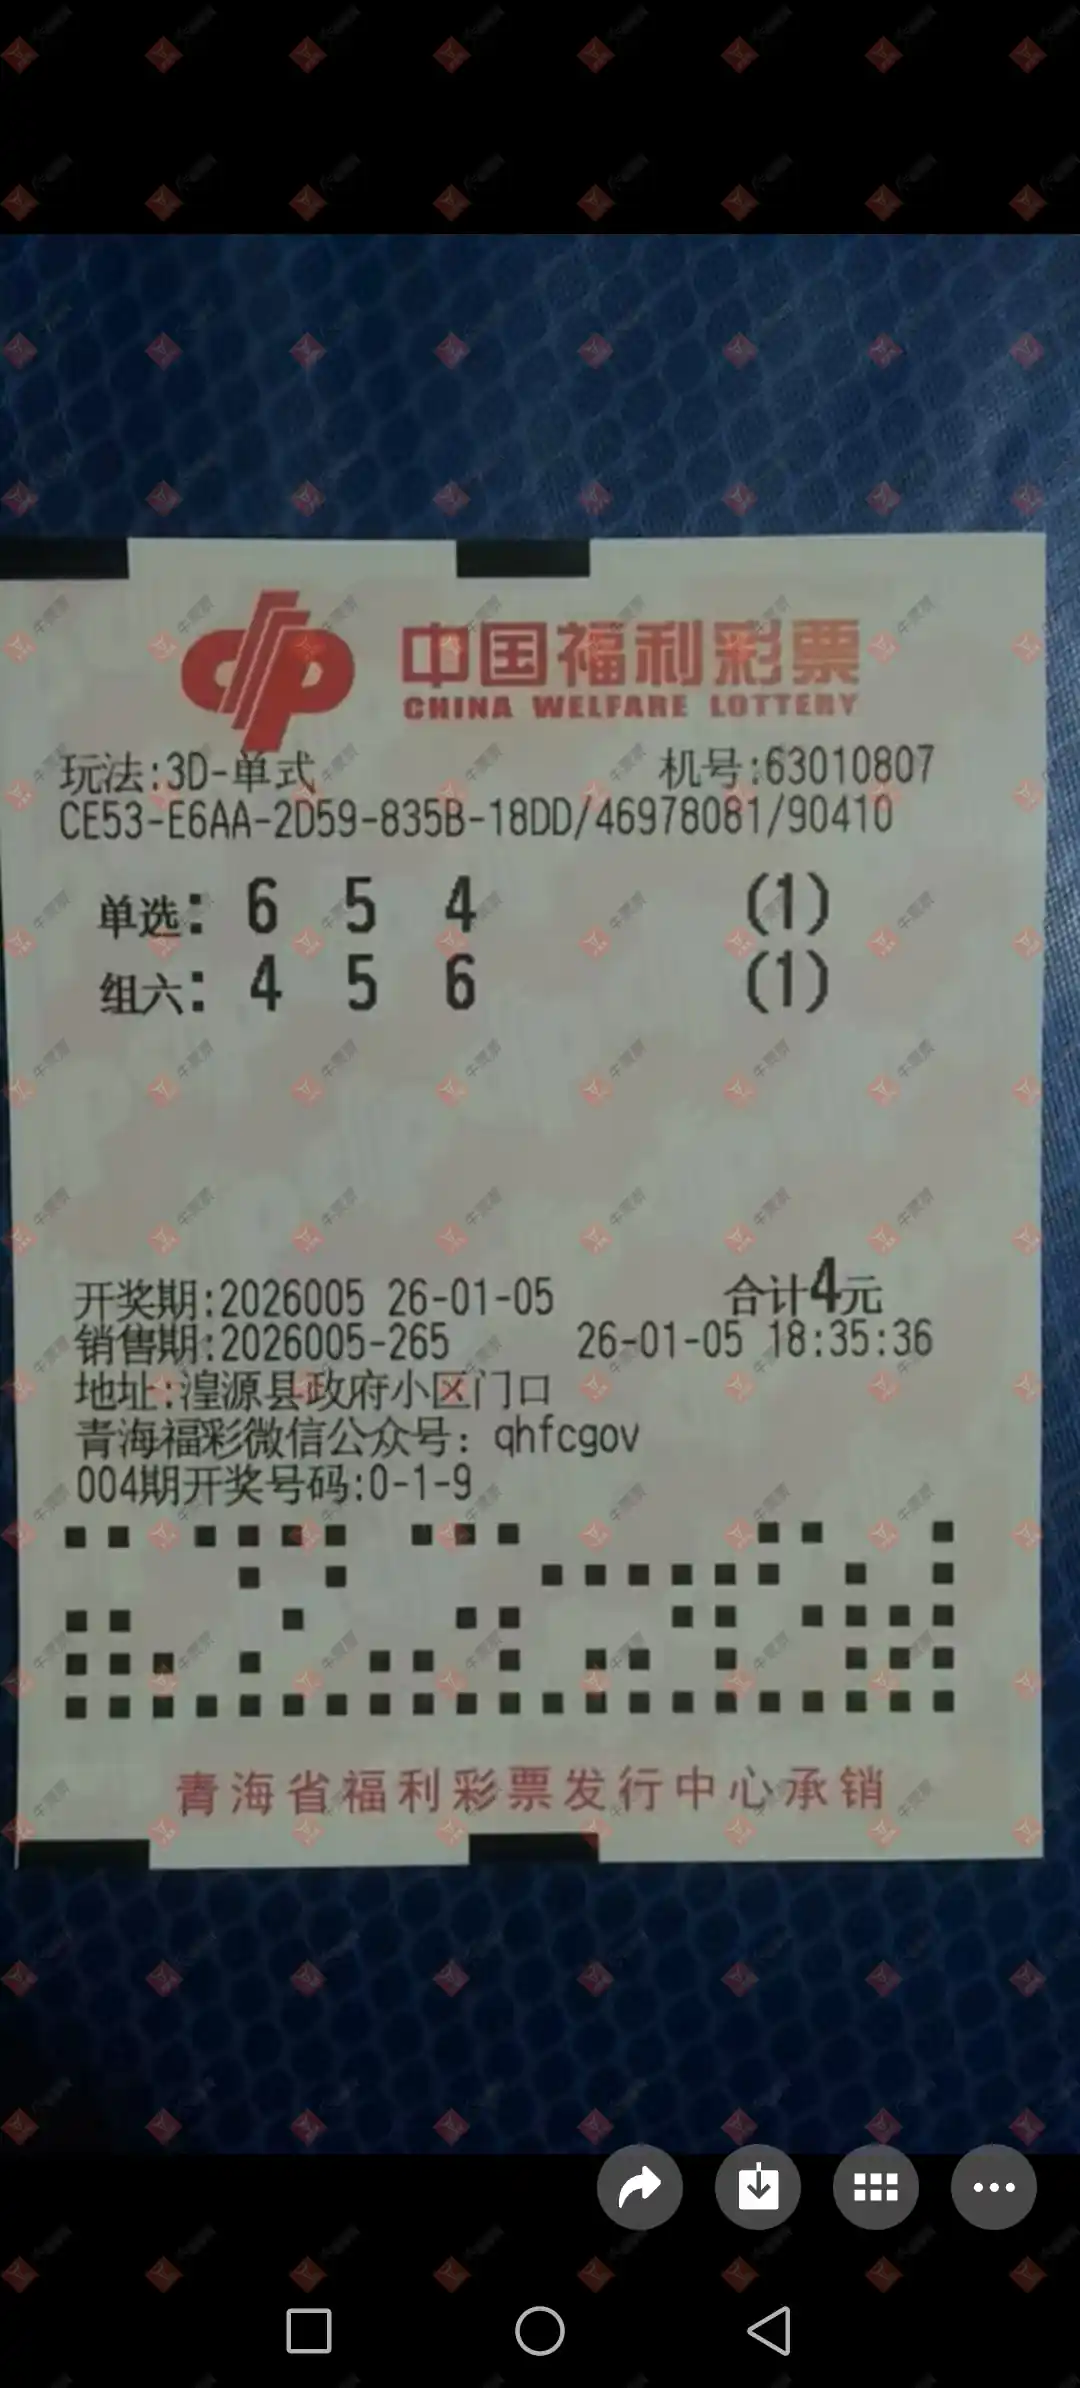 中国福利彩票
CHINA WELFARE LOTTERY
玩法:3D-单式 机号:63010807
CE53-E6AA-2D59-835B-18DD/46978081/90410
单选: 6 5 4 (1)
组六: 4 5 6 (1)
开奖期:2026005 26-01-05 合计4元
销售期:2026005-265 26-01-05 18:35:36
地址:湟源县政府小区门口
青海福彩微信公众号: qhfcgov
004期开奖号码:0-1-9
青海省福利彩票发行中心承销